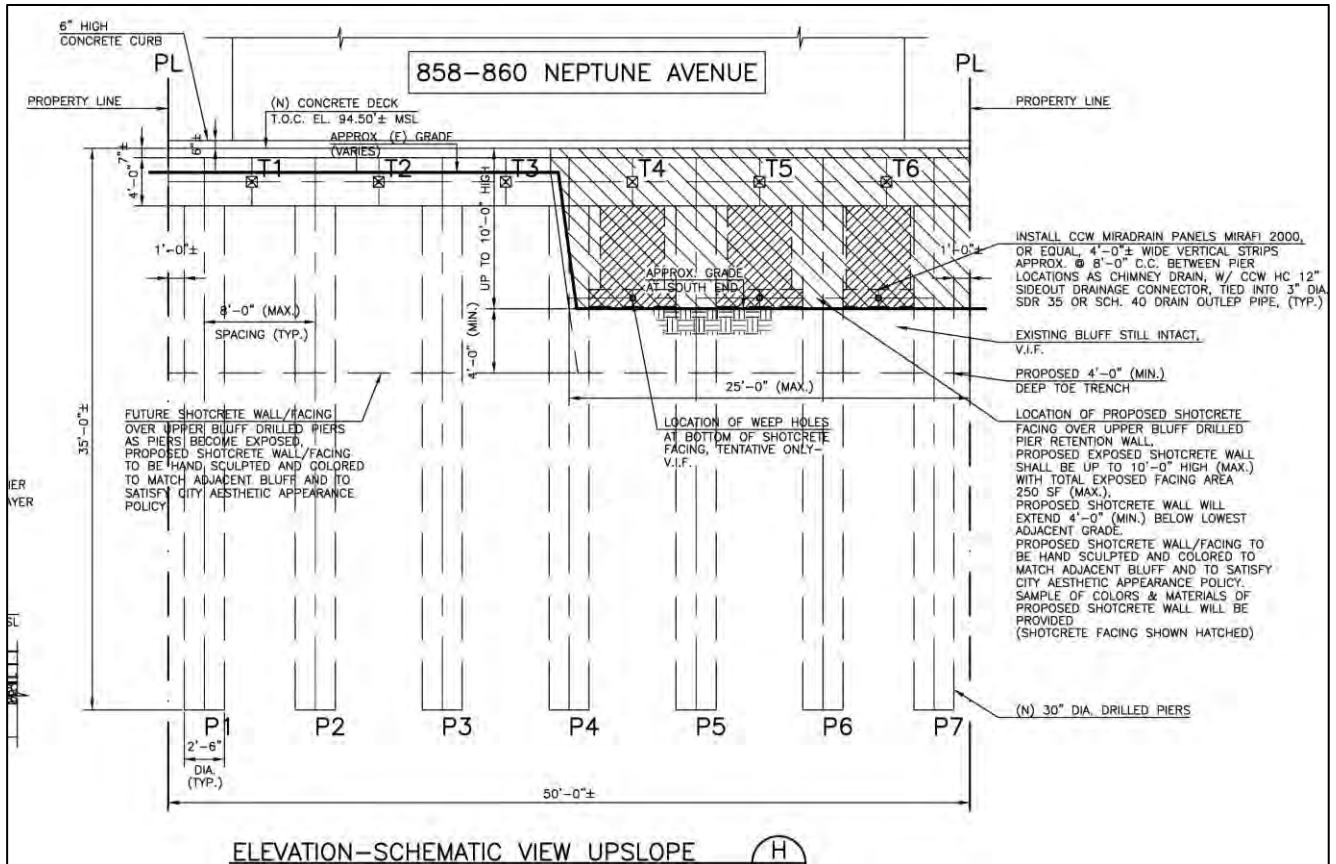 6" HIGH
CONCRETE CURB
PL
858-860 NEPTUNE AVENUE
PL
PROPERTY LINE
PROPERTY LINE
(N) CONCRETE DECK
T.O.C. EL. 94.50'± MSL
APPROX (E) GRADE
(VARIES)
7"±
6"±
4'-0"
T1
T2
T3
T4
T5
T6
UP TO 10'-0" HIGH
1'-0"±
1'-0"±
INSTALL CCW MIRADRAIN PANELS MIRAFI 2000,
OR EQUAL, 4'-0"± WIDE VERTICAL STRIPS
APPROX. @ 8'-0" C.C. BETWEEN PIER
LOCATIONS AS CHIMNEY DRAIN, W/ CCW HC 12"
SIDEOUT DRAINAGE CONNECTOR, TIED INTO 3" DIA.
SDR 35 OR SCH. 40 DRAIN OUTLEP PIPE, (TYP.)
APPROX. GRADE
AT SOUTH END
8'-0" (MAX.)
SPACING (TYP.)
4'-0" (MIN.)
EXISTING BLUFF STILL INTACT,
V.I.F.
PROPOSED 4'-0" (MIN.)
DEEP TOE TRENCH
25'-0" (MAX.)
35'-0"±
FUTURE SHOTCRETE WALL/FACING
OVER UPPER BLUFF DRILLED PIERS
AS PIERS BECOME EXPOSED,
PROPOSED SHOTCRETE WALL/FACING
TO BE HAND SCULPTED AND COLORED
TO MATCH ADJACENT BLUFF AND TO
SATISFY CITY AESTHETIC APPEARANCE
POLICY
LOCATION OF WEEP HOLES
AT BOTTOM OF SHOTCRETE
FACING, TENTATIVE ONLY-
V.I.F.
LOCATION OF PROPOSED SHOTCRETE
FACING OVER UPPER BLUFF DRILLED
PIER RETENTION WALL,
PROPOSED EXPOSED SHOTCRETE WALL
SHALL BE UP TO 10'-0" HIGH (MAX.)
WITH TOTAL EXPOSED FACING AREA
250 SF (MAX.),
PROPOSED SHOTCRETE WALL WILL
EXTEND 4'-0" (MIN.) BELOW LOWEST
ADJACENT GRADE.
PROPOSED SHOTCRETE WALL/FACING TO
BE HAND SCULPTED AND COLORED TO
MATCH ADJACENT BLUFF AND TO SATISFY
CITY AESTHETIC APPEARANCE POLICY.
SAMPLE OF COLORS & MATERIALS OF
PROPOSED SHOTCRETE WALL WILL BE
PROVIDED
(SHOTCRETE FACING SHOWN HATCHED)
(N) 30" DIA. DRILLED PIERS
P1
P2
P3
P4
P5
P6
P7
2'-6"
DIA.
(TYP.)
50'-0"±
ELEVATION-SCHEMATIC VIEW UPSLOPE
H